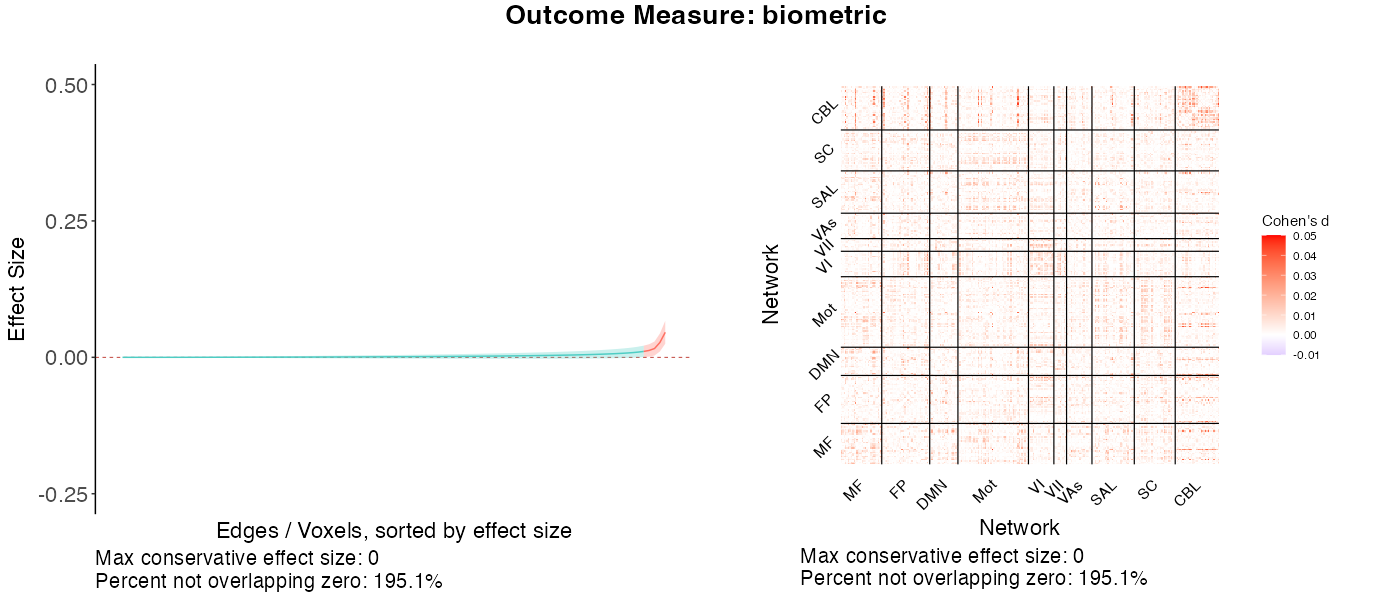 Outcome Measure: biometric
0.50
0.25
0.00
-0.25
Effect Size
Edges / Voxels, sorted by effect size
Max conservative effect size: 0
Percent not overlapping zero: 195.1%
CBL
SC
SAL
VAs
VII
VI
Mot
DMN
FP
MF
Network
MF
FP
DMN
Mot
VI
VII
VAs
SAL
SC
CBL
Network
Max conservative effect size: 0
Percent not overlapping zero: 195.1%
Cohen's d
0.05
0.04
0.03
0.02
0.01
0.00
-0.01